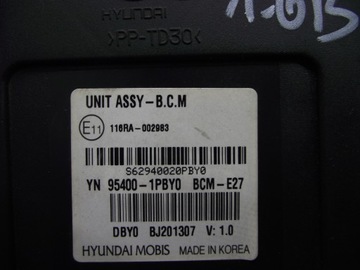 HYUNDAI
>PP-TD30<
UNIT ASSY-B.C.M
E11 116RA-002983
S62940020PBY0
YN 95400-1PBY0 BCM-E27
DBY0 BJ201307 V: 1.0
HYUNDAI MOBIS MADE IN KOREA